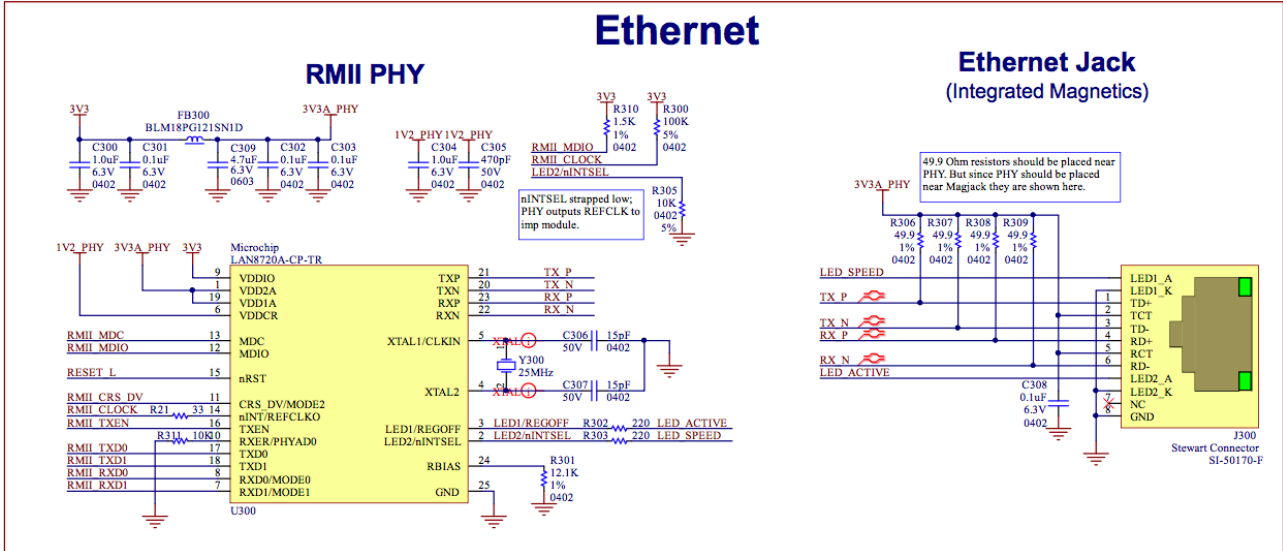 Ethernet
RMII PHY
Ethernet Jack
(Integrated Magnetics)
3V3
FB300
BLM18PG121SN1D
3V3A_PHY
C300
1.0uF
6.3V
0402
C301
0.1uF
6.3V
0402
C309
4.7uF
6.3V
0603
C302
0.1uF
6.3V
0402
C303
0.1uF
6.3V
0402
1V2_PHY
1V2_PHY
C304
1.0uF
6.3V
0402
C305
470pF
50V
0402
3V3
R310
1.5K
1%
0402
3V3
R300
100K
5%
0402
RMII_MDIO
RMII_CLOCK
LED2/nINTSEL
R305
10K
0402
5%
nINTSEL strapped low;
PHY outputs REFCLK to
imp module.
49.9 Ohm resistors should be placed near
PHY. But since PHY should be placed
near Magjack they are shown here.
3V3A_PHY
R306
49.9
1%
0402
R307
49.9
1%
0402
R308
49.9
1%
0402
R309
49.9
1%
0402
1V2_PHY
3V3A_PHY
3V3
Microchip
LAN8720A-CP-TR
9 VDDIO
1 VDD2A
19 VDD1A
6 VDDCR
RMII_MDC 13 MDC
RMII_MDIO 12 MDIO
RESET_L 15 nRST
RMII_CRS_DV 11 CRS_DV/MODE2
RMII_CLOCK R21 33 14 nINT/REFCLKO
RMII_TXEN 16 TXEN
R311 10K 10 RXER/PHYAD0
RMII_TXD0 17 TXD0
RMII_TXD1 18 TXD1
RMII_RXD0 8 RXD0/MODE0
RMII_RXD1 7 RXD1/MODE1
U300
TXP 21 TX_P
TXN 20 TX_N
RXP 23 RX_P
RXN 22 RX_N
XTAL1/CLKIN 5 XTAL1
C306 15pF
50V 0402
1
Y300
25MHz
2
XTAL2 4 XTAL2
C307 15pF
50V 0402
LED1/REGOFF 3 LED1/REGOFF R302 220 LED_ACTIVE
LED2/nINTSEL 2 LED2/nINTSEL R303 220 LED_SPEED
RBIAS 24
R301
12.1K
1%
0402
GND 25
LED_SPEED
TX_P
TX_N
RX_P
RX_N
LED_ACTIVE
C308
0.1uF
6.3V
0402
LED1_A
LED1_K
1 TD+
2 TCT
3 TD-
4 RD+
5 RCT
6 RD-
LED2_A
LED2_K
7 NC
8 GND
J300
Stewart Connector
SI-50170-F